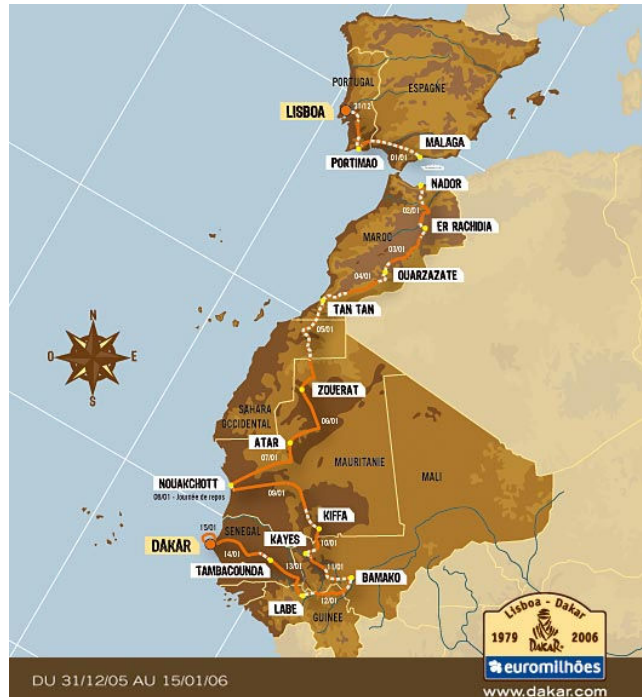 PORTUGAL
ESPAGNE
LISBOA
31/12
MALAGA
PORTIMAO
01/01
NADOR
02/01
ER RACHIDIA
MAROC
03/01
OUARZAZATE
04/01
TAN TAN
05/01
N
O
E
S
ZOUERAT
SAHARA
OCCIDENTAL
06/01
ATAR
07/01
MAURITANIE
MALI
NOUAKCHOTT
08/01 - Journée de repos
09/01
KIFFA
15/01
SENEGAL
KAYES
10/01
DAKAR
14/01
TAMBACOUNDA
13/01
11/01
BAMAKO
LABE
12/01
GUINEE
Lisboa - Dakar
1979
DAKAR
2006
euromilhões
DU 31/12/05 AU 15/01/06
www.dakar.com